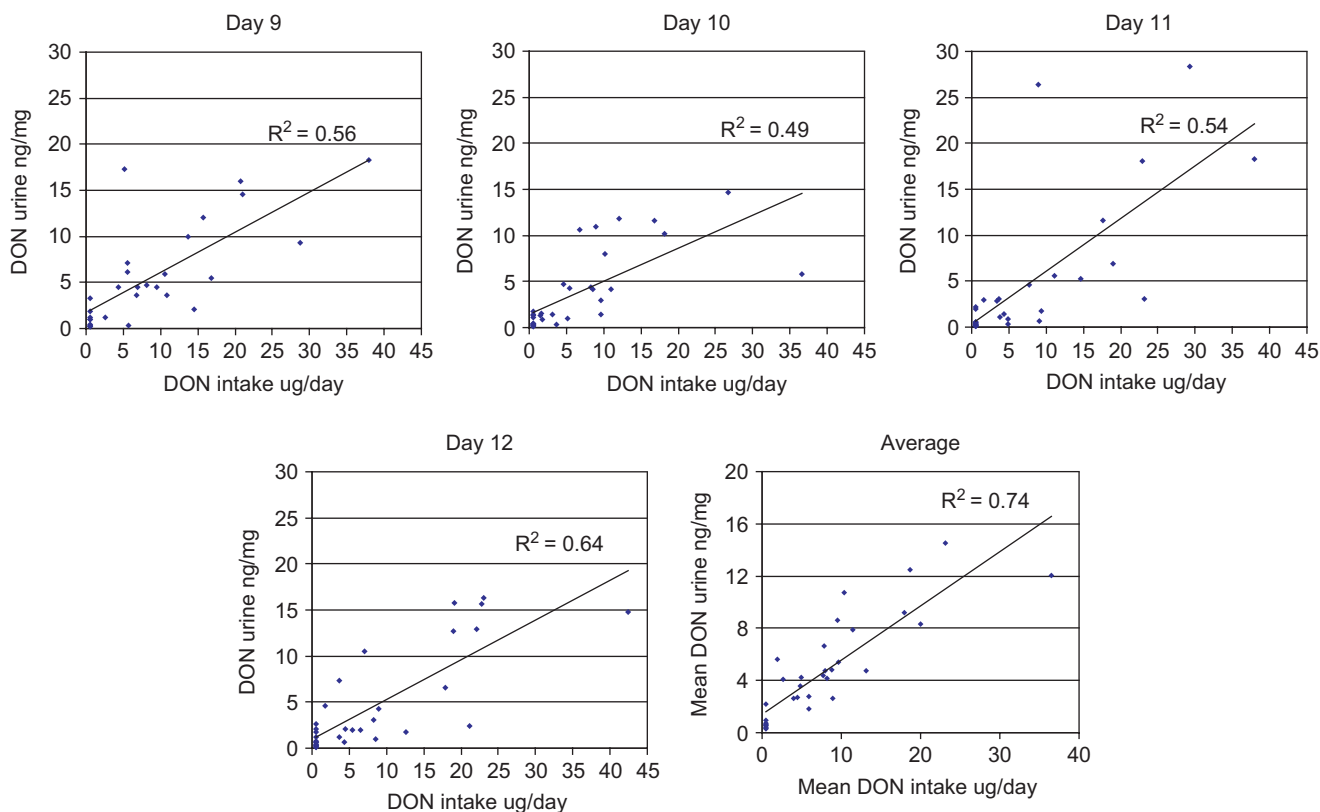 Day 9
30
25
20
15
10
5
0
DON urine ng/mg
R² = 0.56
0 5 10 15 20 25 30 35 40 45
DON intake ug/day
Day 10
30
25
20
15
10
5
0
DON urine ng/mg
R² = 0.49
0 5 10 15 20 25 30 35 40 45
DON intake ug/day
Day 11
30
25
20
15
10
5
0
DON urine ng/mg
R² = 0.54
0 5 10 15 20 25 30 35 40 45
DON intake ug/day
Day 12
30
25
20
15
10
5
0
DON urine ng/mg
R² = 0.64
0 5 10 15 20 25 30 35 40 45
DON intake ug/day
Average
20
16
12
8
4
0
Mean DON urine ng/mg
R² = 0.74
0 10 20 30 40
Mean DON intake ug/day